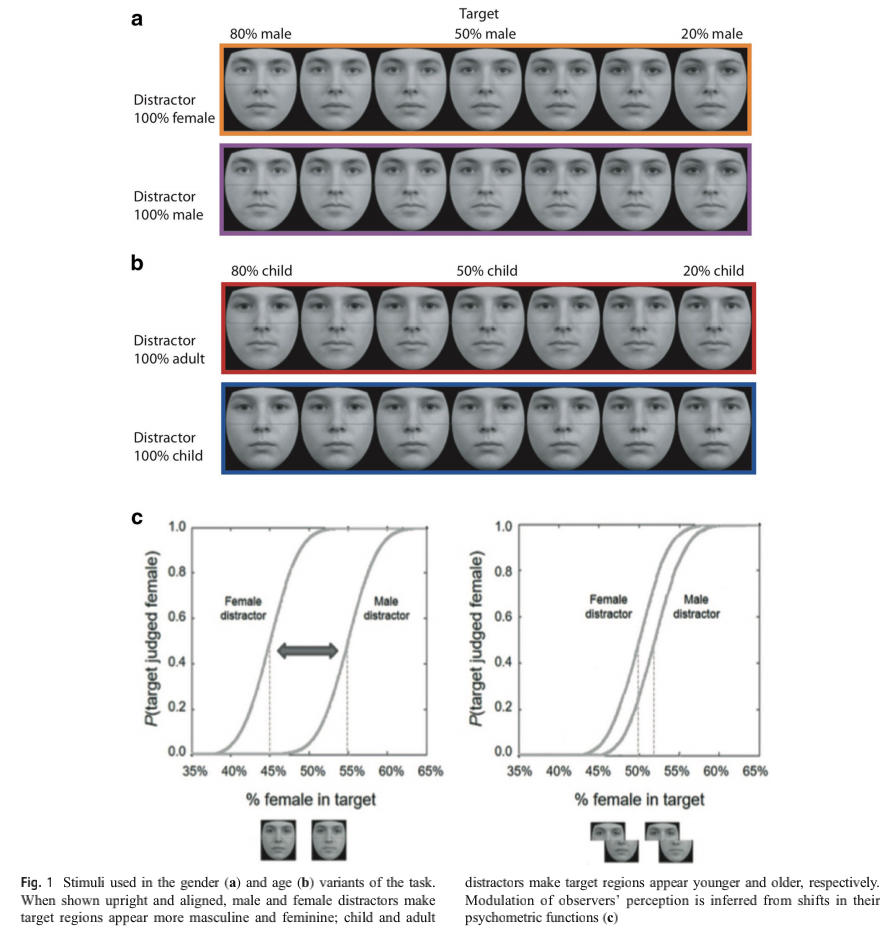 a
Target
80% male 50% male 20% male
Distractor
100% female
Distractor
100% male
b
80% child 50% child 20% child
Distractor
100% adult
Distractor
100% child
c
P(target judged female)
1.0
0.8
0.6
0.4
0.2
0.0
Female
distractor
Male
distractor
35% 40% 45% 50% 55% 60% 65%
% female in target
P(target judged female)
1.0
0.8
0.6
0.4
0.2
0.0
Female
distractor
Male
distractor
35% 40% 45% 50% 55% 60% 65%
% female in target
Fig. 1 Stimuli used in the gender (a) and age (b) variants of the task.
When shown upright and aligned, male and female distractors make
target regions appear more masculine and feminine; child and adult
distractors make target regions appear younger and older, respectively.
Modulation of observers' perception is inferred from shifts in their
psychometric functions (c)